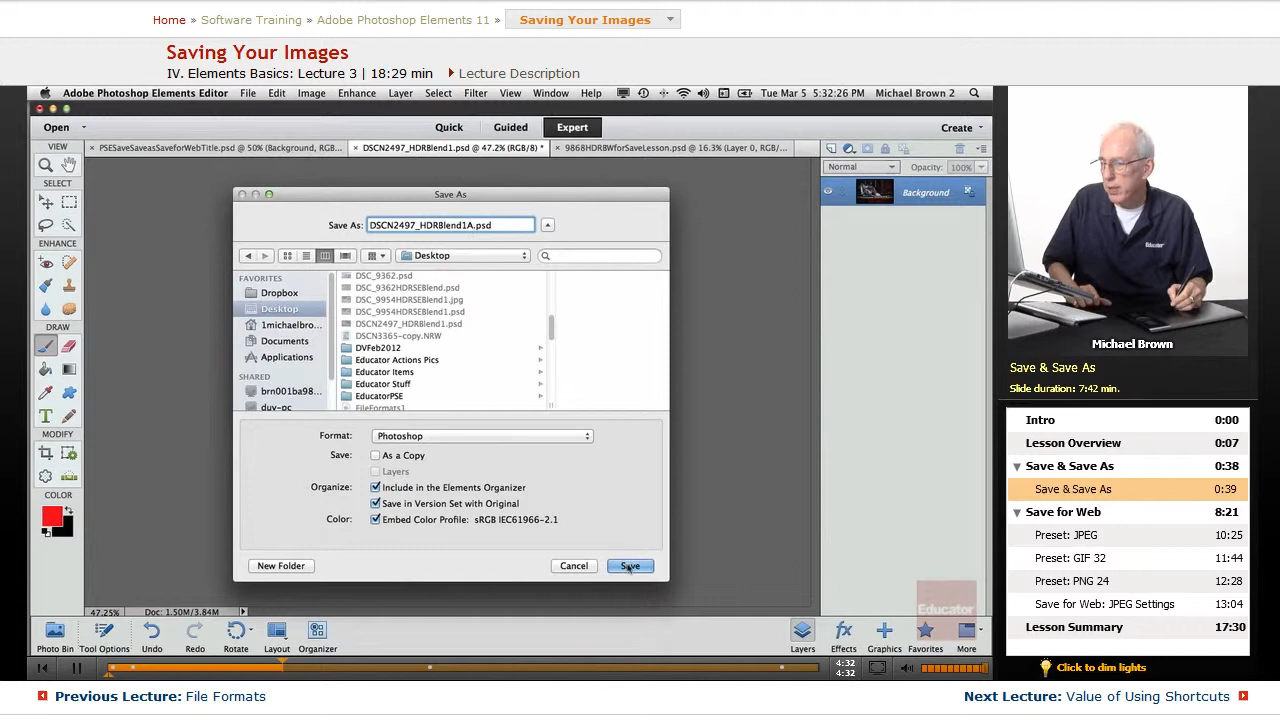 Home » Software Training » Adobe Photoshop Elements 11 » Saving Your Images
Saving Your Images
IV. Elements Basics: Lecture 3 | 18:29 min Lecture Description
Adobe Photoshop Elements Editor File Edit Image Enhance Layer Select Filter View Window Help Tue Mar 5 5:32:26 PM Michael Brown 2
Open Quick Guided Expert Create
VIEW
PSESaveSaveasSaveforWebTitle.psd @ 50% (Background, RGB... DSCN2497_HDRBlend1.psd @ 47.2% (RGB/8) * 9868HDRBWforSaveLesson.psd @ 16.3% (Layer 0, RGB/...
Normal Opacity: 100%
Background
SELECT
ENHANCE
DRAW
MODIFY
COLOR
Save As
Save As: DSCN2497_HDRBlend1A.psd
Desktop
FAVORITES
Dropbox
Desktop
1michaelbro...
Documents
Applications
SHARED
brn001ba98...
duy-pc
DSC_9362.psd
DSC_9362HDRSEBlend.psd
DSC_9954HDRSEBlend1.jpg
DSC_9954HDRSEBlend1.psd
DSCN2497_HDRBlend1.psd
DSCN3365-copy.NRW
DVFeb2012
Educator Actions Pics
Educator Items
Educator Stuff
EducatorPSE
FileFormats1
Format: Photoshop
Save: As a Copy
Layers
Organize: Include in the Elements Organizer
Save in Version Set with Original
Color: Embed Color Profile: sRGB IEC61966-2.1
New Folder Cancel Save
47.25% Doc: 1.50M/3.84M
Photo Bin Tool Options Undo Redo Rotate Layout Organizer Layers Effects Graphics Favorites More
Educator
4:32
4:32
Educator
Michael Brown
Save & Save As
Slide duration: 7:42 min.
Intro 0:00
Lesson Overview 0:07
Save & Save As 0:38
Save & Save As 0:39
Save for Web 8:21
Preset: JPEG 10:25
Preset: GIF 32 11:44
Preset: PNG 24 12:28
Save for Web: JPEG Settings 13:04
Lesson Summary 17:30
Click to dim lights
Previous Lecture: File Formats
Next Lecture: Value of Using Shortcuts